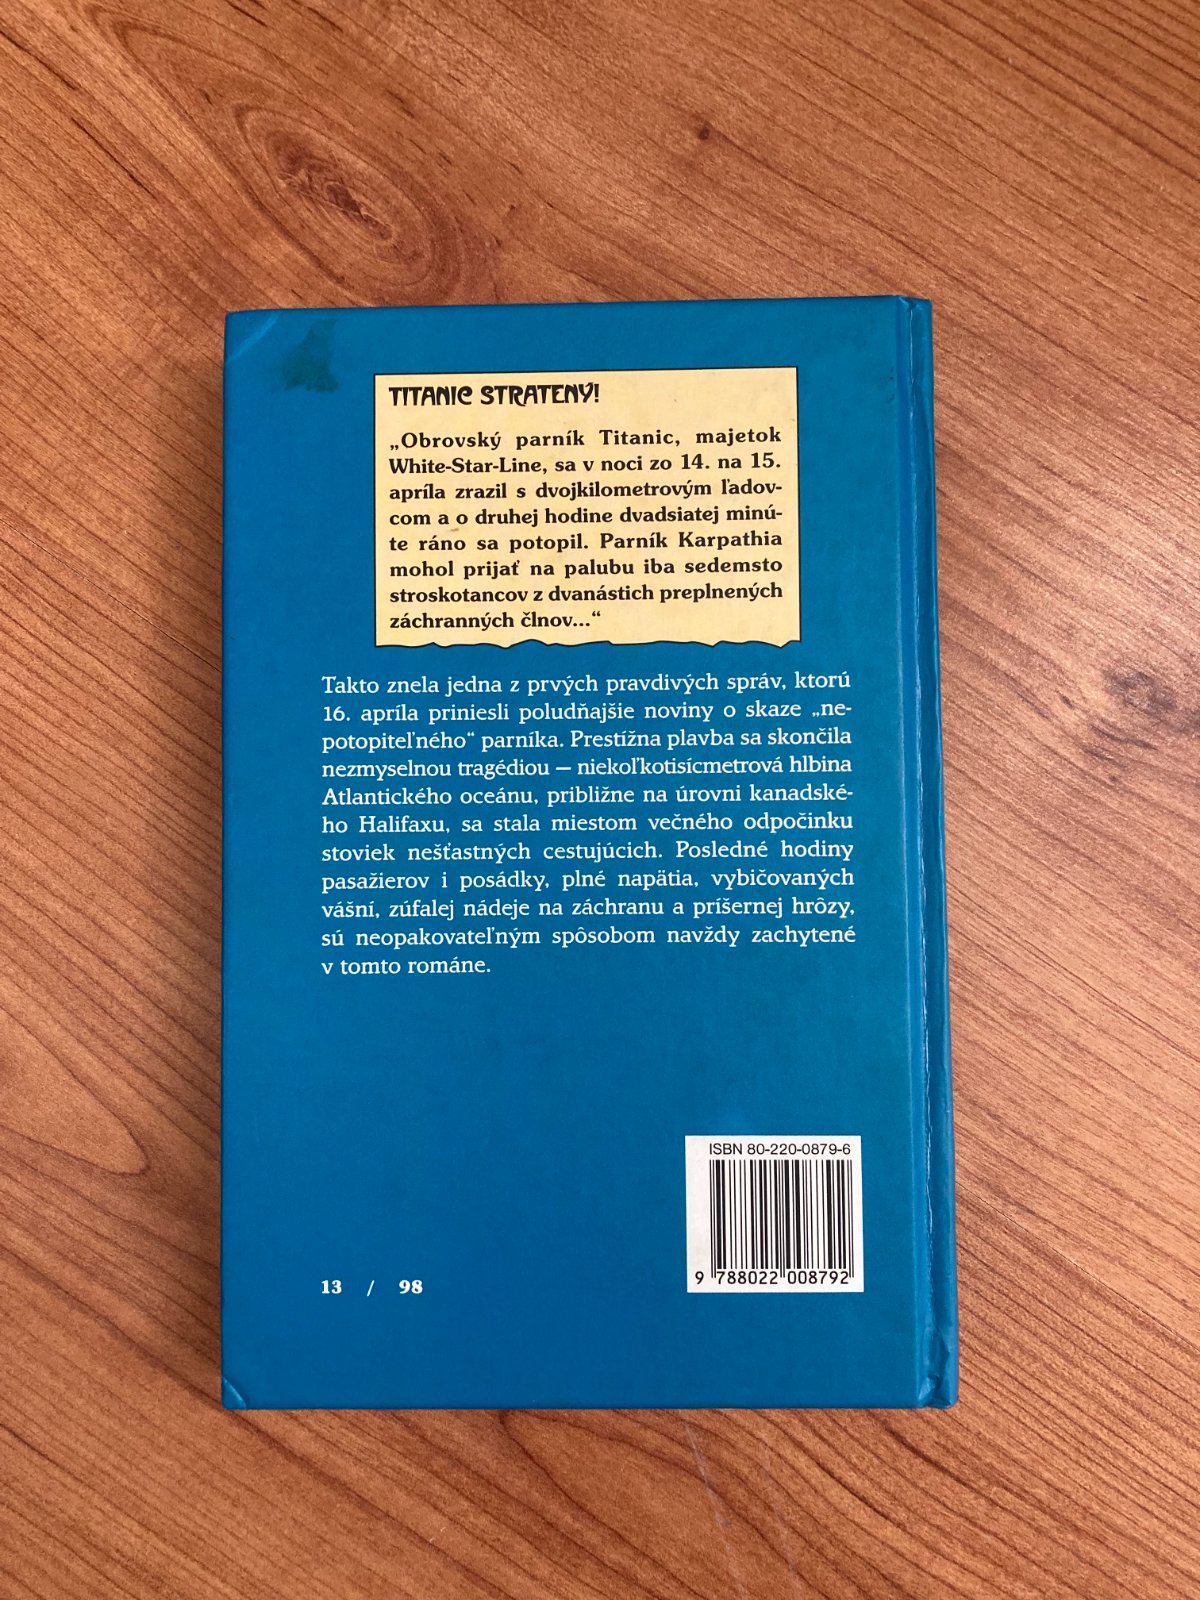 TITANIC STRATENÝ!
„Obrovský parník Titanic, majetok
White-Star-Line, sa v noci zo 14. na 15.
apríla zrazil s dvojkilometrovým ľadov-
com a o druhej hodine dvadsiatej minú-
te ráno sa potopil. Parník Karpathia
mohol prijať na palubu iba sedemsto
stroskotancov z dvanástich preplnených
záchranných člnov...“
Takto znela jedna z prvých pravdivých správ, ktorú
16. apríla priniesli poludňajšie noviny o skaze „ne-
potopiteľného“ parníka. Prestížna plavba sa skončila
nezmyselnou tragédiou – niekoľkotisícmetrová hlbina
Atlantického oceánu, približne na úrovni kanadské-
ho Halifaxu, sa stala miestom večného odpočinku
stoviek nešťastných cestujúcich. Posledné hodiny
pasažierov i posádky, plné napätia, vybičovaných
vášní, zúfalej nádeje na záchranu a príšernej hrôzy,
sú neopakovateľným spôsobom navždy zachytené
v tomto románe.
ISBN 80-220-0879-6
9 788022 008792
13 / 98